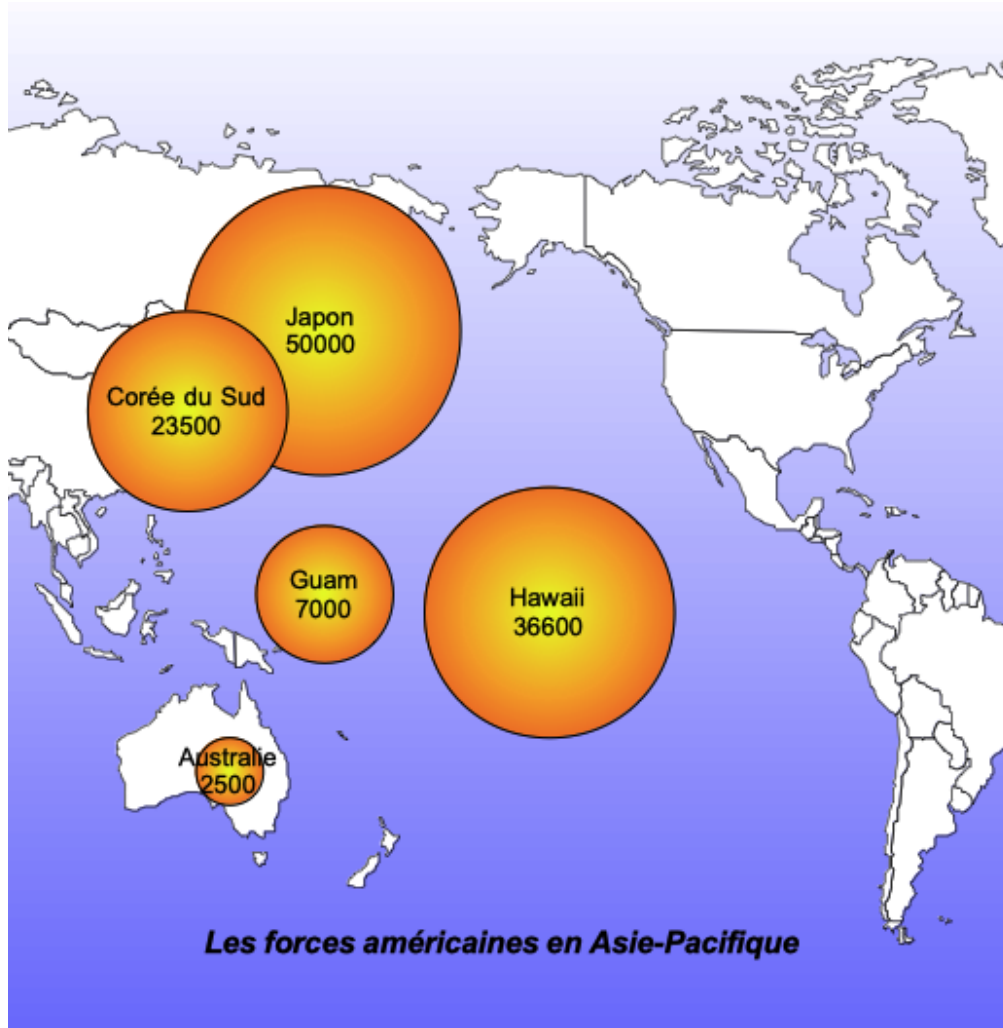 Japon
50000
Corée du Sud
23500
Guam
7000
Hawaii
36600
Australie
2500
Les forces américaines en Asie-Pacifique